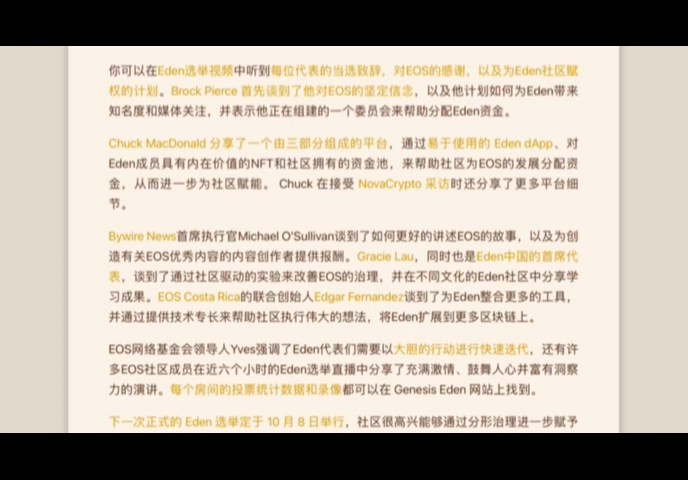 你可以在Eden选举视频中听到每位代表的当选致辞，对EOS的感谢，以及为Eden社区赋
权的计划。Brock Pierce 首先谈到了他对EOS的坚定信念，以及他计划如何为Eden带来
知名度和媒体关注，并表示他正在组建的一个委员会来帮助分配Eden资金。
Chuck MacDonald 分享了一个由三部分组成的平台，通过易于使用的 Eden dApp、对
Eden成员具有内在价值的NFT和社区拥有的资金池，来帮助社区为EOS的发展分配资
金，从而进一步为社区赋能。 Chuck 在接受 NovaCrypto 采访时还分享了更多平台细
节。
Bywire News首席执行官Michael O'Sullivan谈到了如何更好的讲述EOS的故事，以及为创
造有关EOS优秀内容的内容创作者提供报酬。Gracie Lau，同时也是Eden中国的首席代
表，谈到了通过社区驱动的实验来改善EOS的治理，并在不同文化的Eden社区中分享学
习成果。EOS Costa Rica的联合创始人Edgar Fernandez谈到了为Eden整合更多的工具，
并通过提供技术专长来帮助社区执行伟大的想法，将Eden扩展到更多区块链上。
EOS网络基金会领导人Yves强调了Eden代表们需要以大胆的行动进行快速迭代，还有许
多EOS社区成员在近六个小时的Eden选举直播中分享了充满激情、鼓舞人心并富有洞察
力的演讲。每个房间的投票统计数据和录像都可以在 Genesis Eden 网站上找到。
下一次正式的 Eden 选举定于 10 月 8 日举行，社区很高兴能够通过分形治理进一步赋予